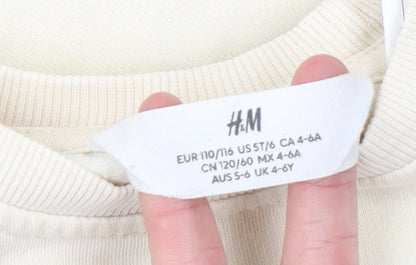 H&M
EUR 110/116 US 5T/6 CA 4-6A
CN 120/60 MX 4-6A
AUS 5-6 UK 4-6Y